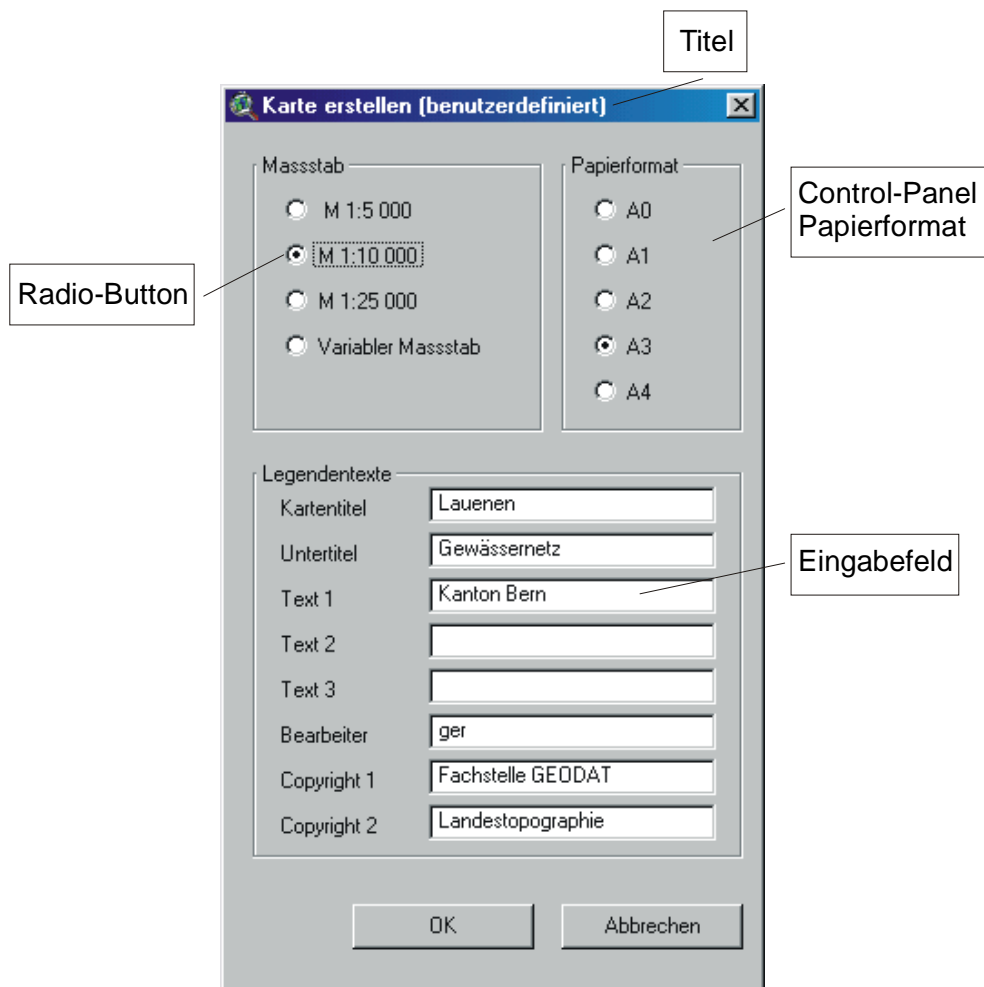 Titel
Karte erstellen (benutzerdefiniert)
Massstab
M 1:5 000
M 1:10 000
M 1:25 000
Variabler Massstab
Papierformat
A0
A1
A2
A3
A4
Control-Panel
Papierformat
Radio-Button
Legendentexte
Kartentitel Lauenen
Untertitel Gewässernetz
Text 1 Kanton Bern
Text 2
Text 3
Bearbeiter ger
Copyright 1 Fachstelle GEODAT
Copyright 2 Landestopographie
Eingabefeld
OK
Abbrechen